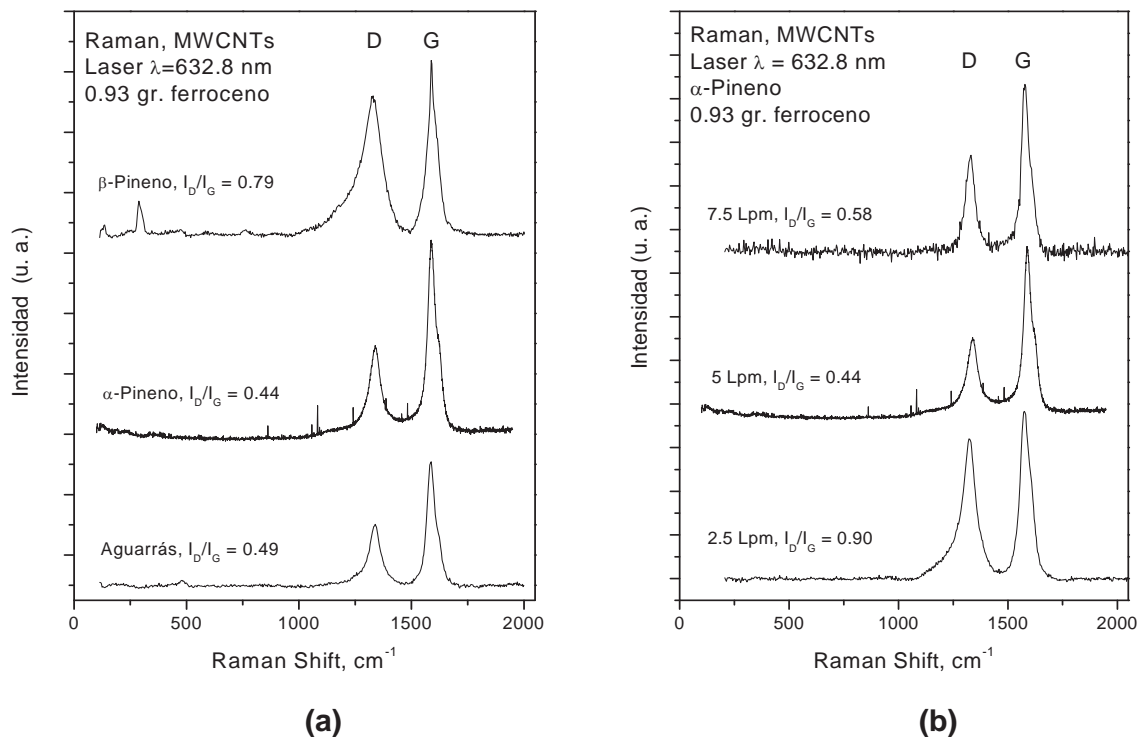 Raman, MWCNTs
Laser λ=632.8 nm
0.93 gr. ferroceno
D G
β-Pineno, I_D/I_G = 0.79
α-Pineno, I_D/I_G = 0.44
Aguarrás, I_D/I_G = 0.49
Intensidad (u. a.)
0 500 1000 1500 2000
Raman Shift, cm⁻¹
(a)
Raman, MWCNTs
Laser λ = 632.8 nm
α-Pineno
0.93 gr. ferroceno
D G
7.5 Lpm, I_D/I_G = 0.58
5 Lpm, I_D/I_G = 0.44
2.5 Lpm, I_D/I_G = 0.90
Intensidad (u. a.)
0 500 1000 1500 2000
Raman Shift, cm⁻¹
(b)